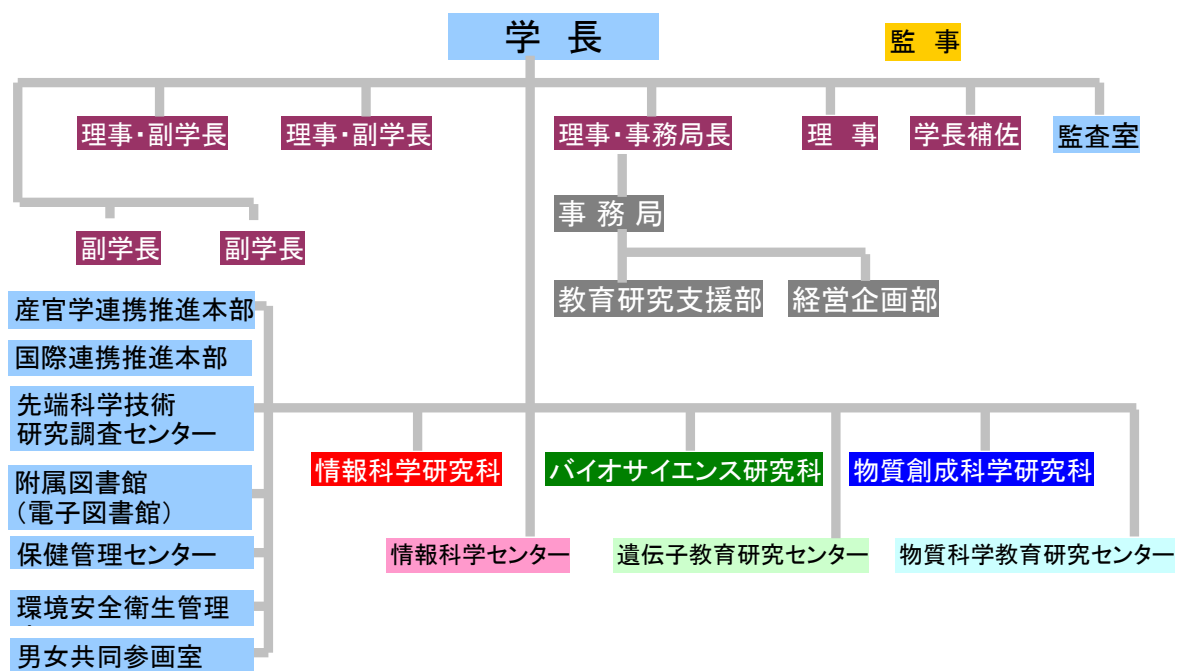 学 長
監 事
理事・副学長
理事・副学長
理事・事務局長
理 事
学長補佐
監査室
事 務 局
副学長
副学長
教育研究支援部
経営企画部
産官学連携推進本部
国際連携推進本部
先端科学技術
研究調査センター
附属図書館
（電子図書館）
保健管理センター
環境安全衛生管理
男女共同参画室
情報科学研究科
バイオサイエンス研究科
物質創成科学研究科
情報科学センター
遺伝子教育研究センター
物質科学教育研究センター